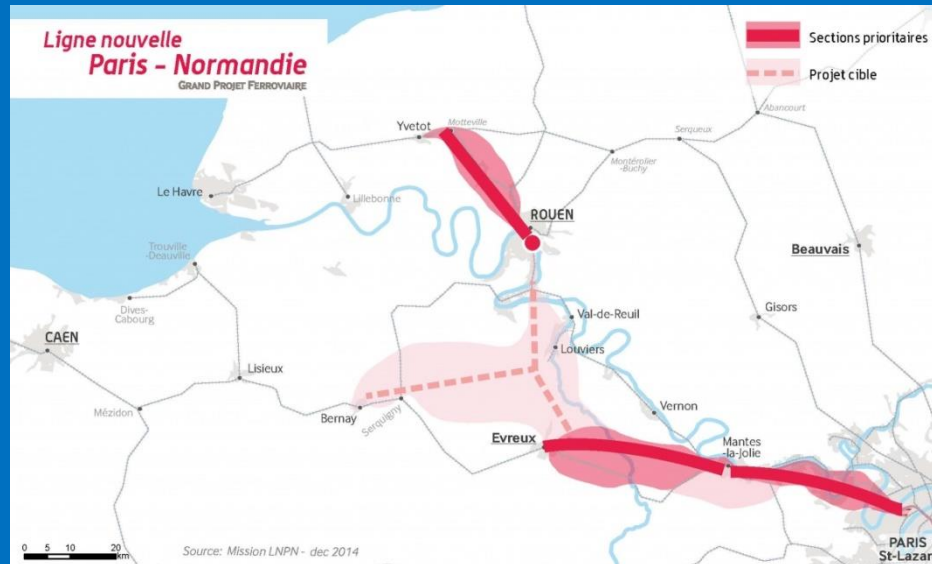 Ligne nouvelle
Paris - Normandie
GRAND PROJET FERROVIAIRE
Sections prioritaires
Projet cible
Abancourt
Yvetot
Motteville
Serqueux
Montérolier
-Buchy
Le Havre
Lillebonne
ROUEN
Trouville
-Deauville
Beauvais
Dives-
Cabourg
Val-de-Reuil
Gisors
CAEN
Louviers
Lisieux
Mézidon
Bernay
Serquigny
Vernon
Evreux
Mantes
-la-Jolie
PARIS
St-Lazar
0 5 10 20
km
Source: Mission LNPN - dec 2014